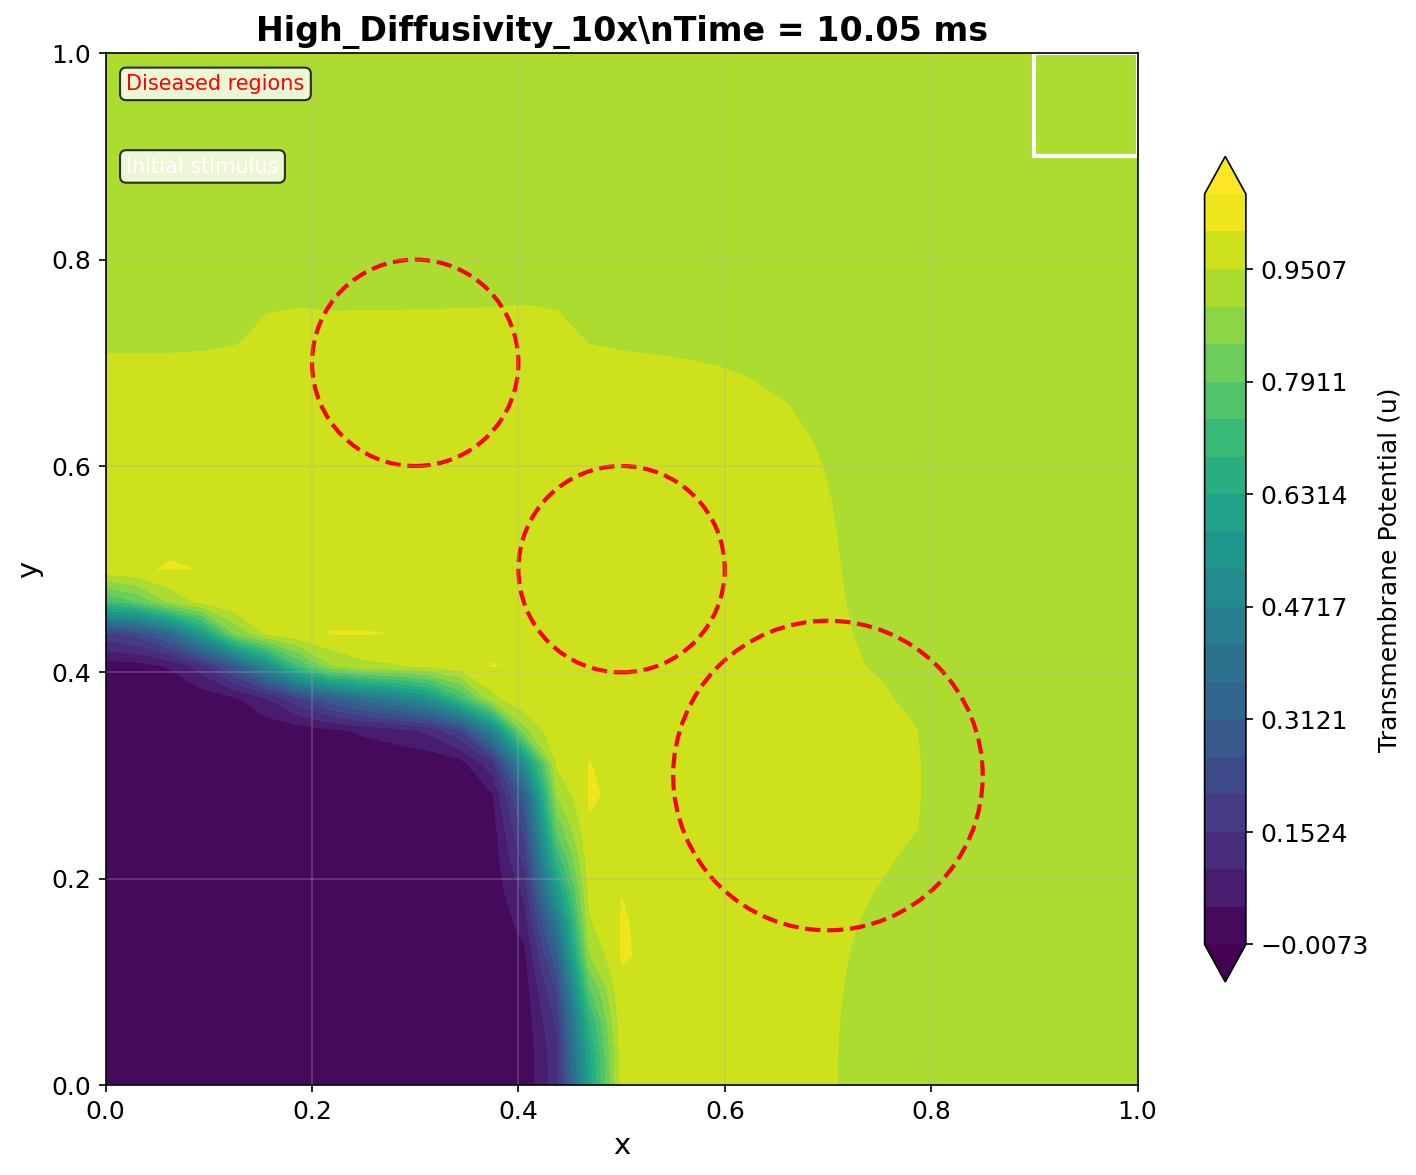 High_Diffusivity_10x\nTime = 10.05 ms
Diseased regions
Initial stimulus
1.0
0.8
0.6
0.4
0.2
0.0
y
0.0 0.2 0.4 0.6 0.8 1.0
x
0.9507
0.7911
0.6314
0.4717
0.3121
0.1524
−0.0073
Transmembrane Potential (u)